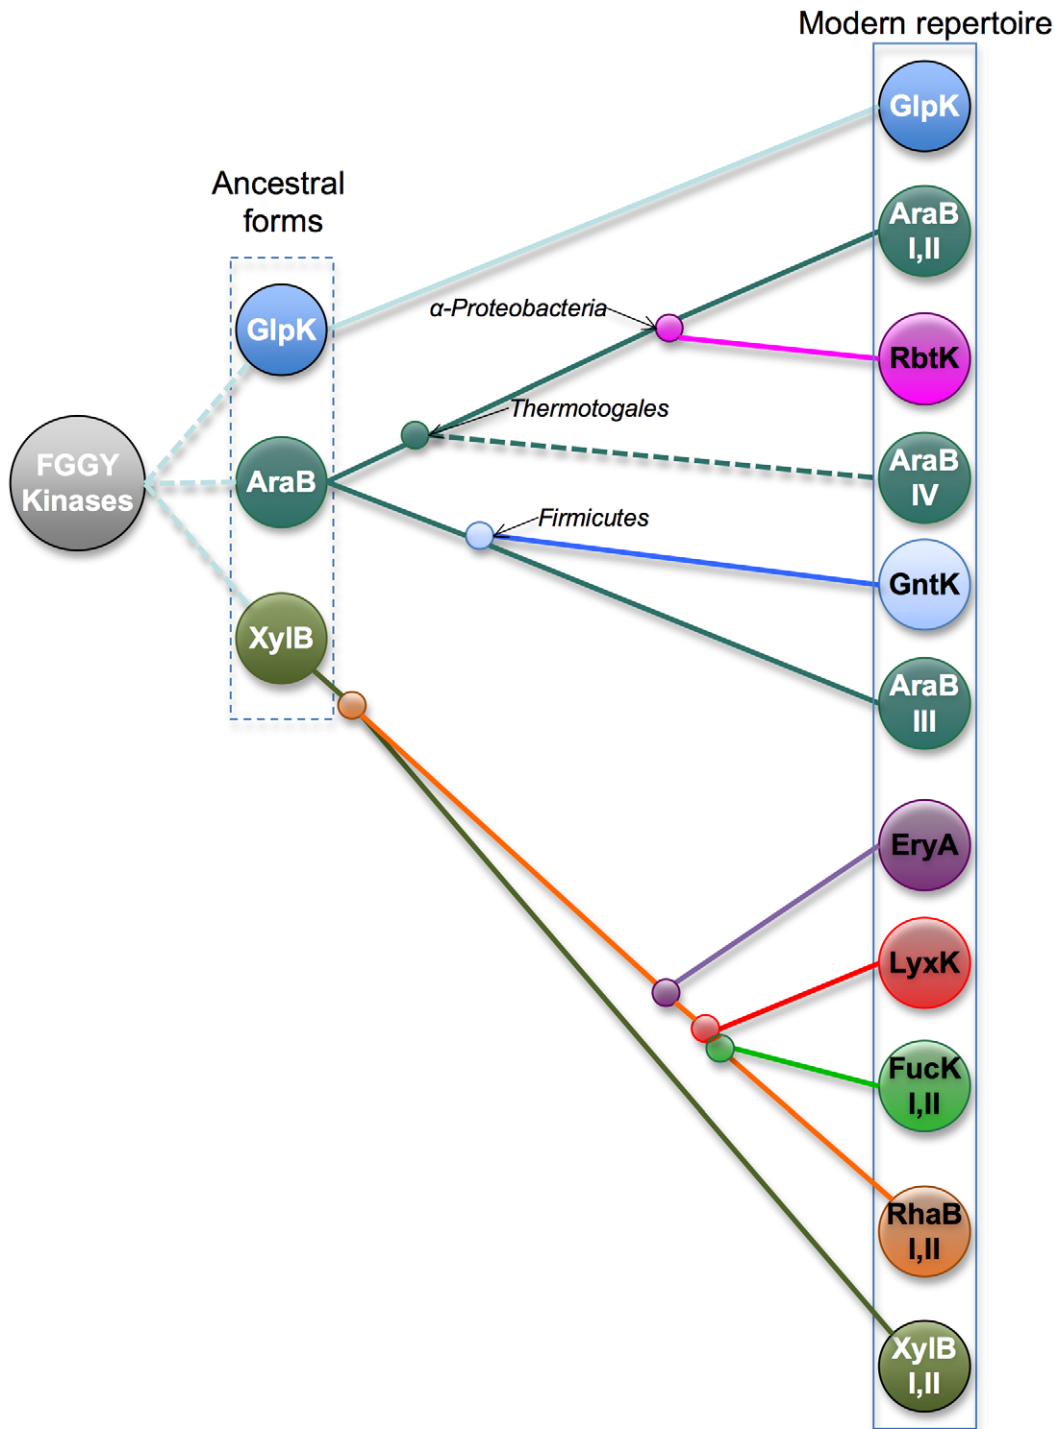 Modern repertoire
GlpK
Ancestral
forms
AraB
I,II
α-Proteobacteria
GlpK
RbtK
Thermotogales
FGGY
Kinases
AraB
AraB
IV
Firmicutes
GntK
XylB
AraB
III
EryA
LyxK
FucK
I,II
RhaB
I,II
XylB
I,II